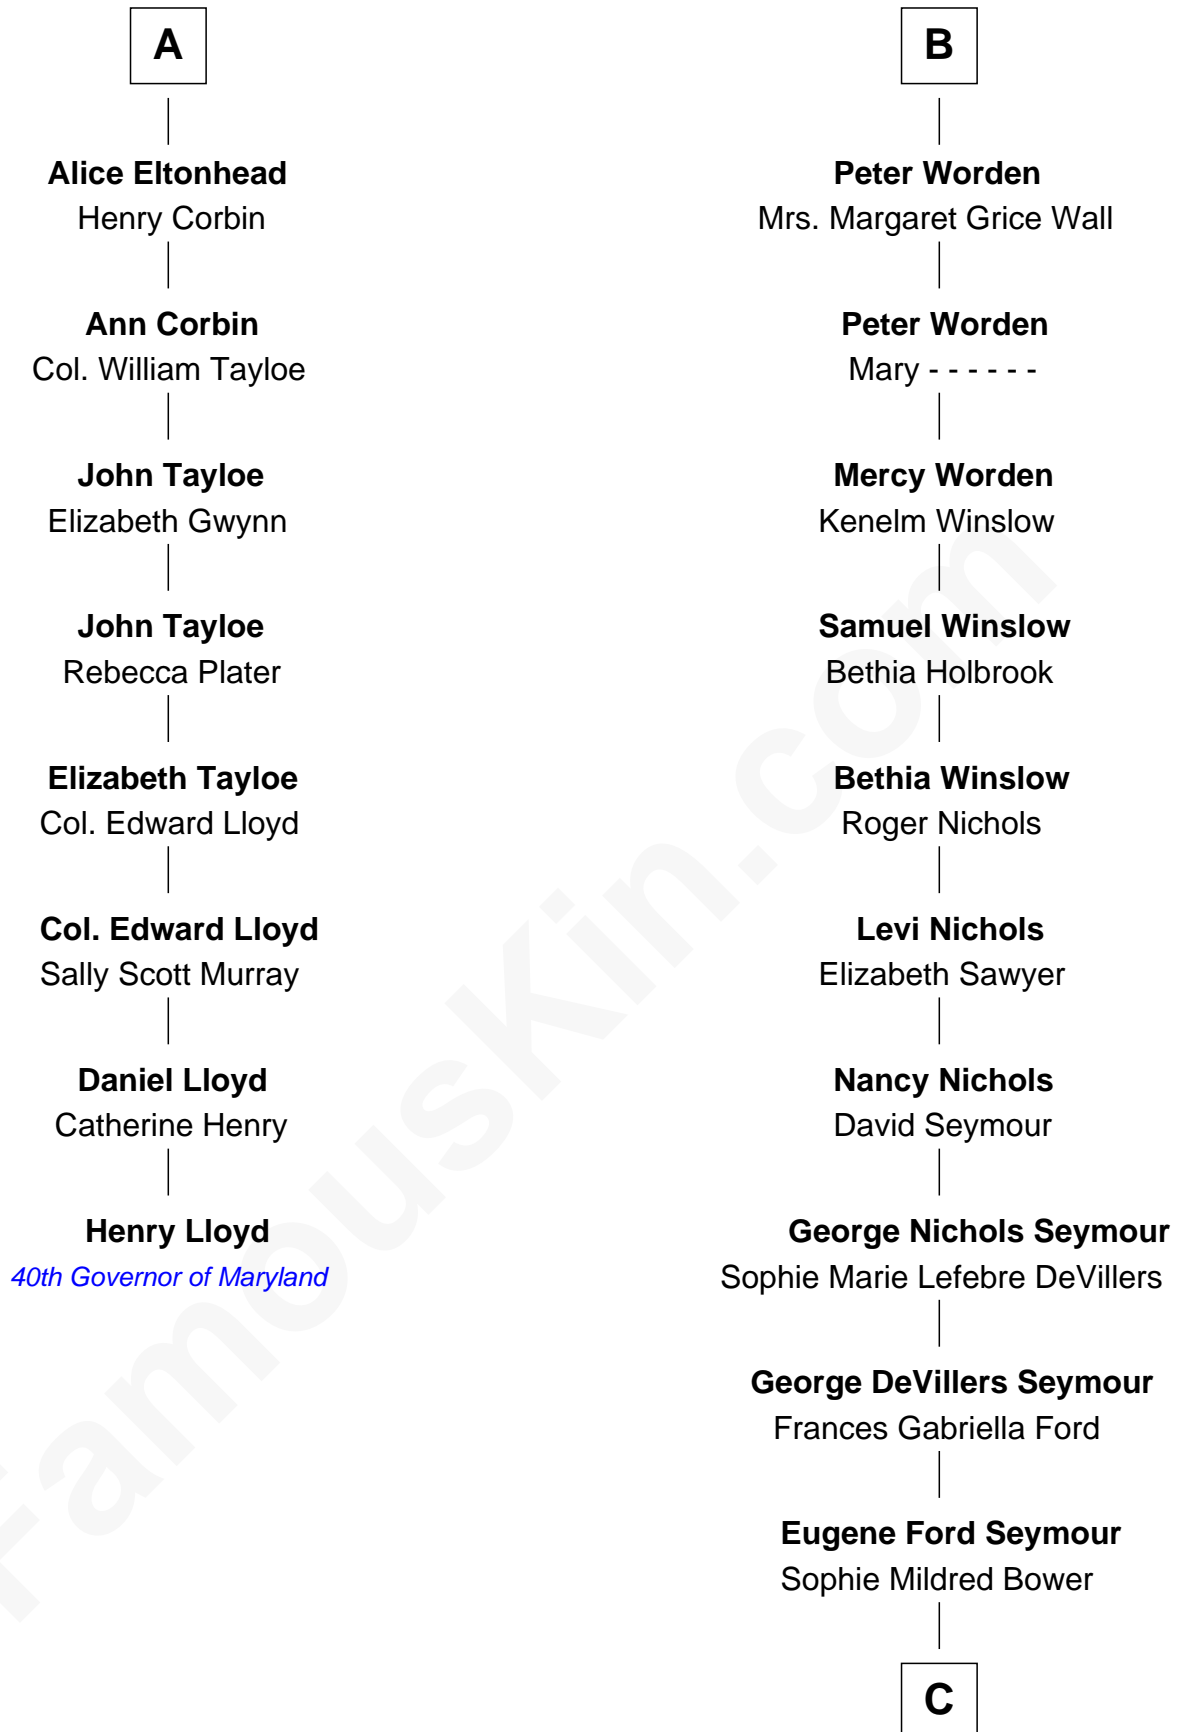 A
Alice Eltonhead
Henry Corbin
Ann Corbin
Col. William Tayloe
John Tayloe
Elizabeth Gwynn
John Tayloe
Rebecca Plater
Elizabeth Tayloe
Col. Edward Lloyd
Col. Edward Lloyd
Sally Scott Murray
Daniel Lloyd
Catherine Henry
Henry Lloyd
40th Governor of Maryland
B
Peter Worden
Mrs. Margaret Grice Wall
Peter Worden
Mary - - - - - -
Mercy Worden
Kenelm Winslow
Samuel Winslow
Bethia Holbrook
Bethia Winslow
Roger Nichols
Levi Nichols
Elizabeth Sawyer
Nancy Nichols
David Seymour
George Nichols Seymour
Sophie Marie Lefebre DeVillers
George DeVillers Seymour
Frances Gabriella Ford
Eugene Ford Seymour
Sophie Mildred Bower
C
FamousKin.com